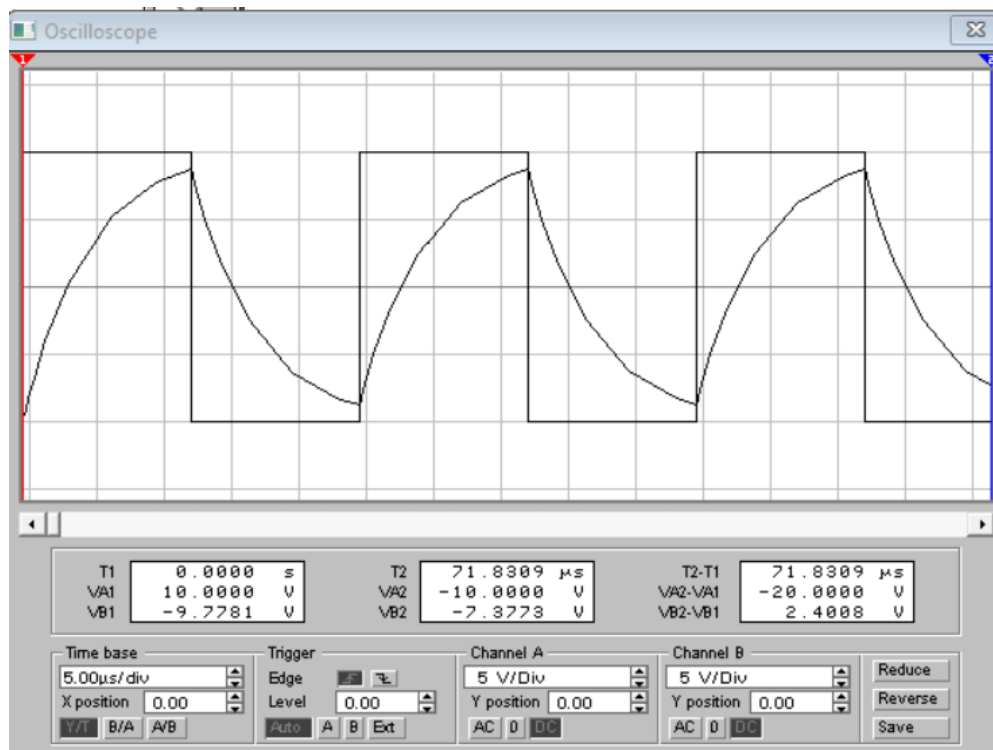 Oscilloscope
1
2
T1 0.0000 s T2 71.8309 µs T2-T1 71.8309 µs
VA1 10.0000 V VA2 -10.0000 V VA2-VA1 -20.0000 V
VB1 -9.7781 V VB2 -7.3773 V VB2-VB1 2.4008 V
Time base Trigger Channel A Channel B
5.00µs/div Edge 5 V/Div 5 V/Div Reduce
X position 0.00 Level 0.00 Y position 0.00 Y position 0.00 Reverse
Y/T B/A A/B Auto A B Ext AC 0 DC AC 0 DC Save